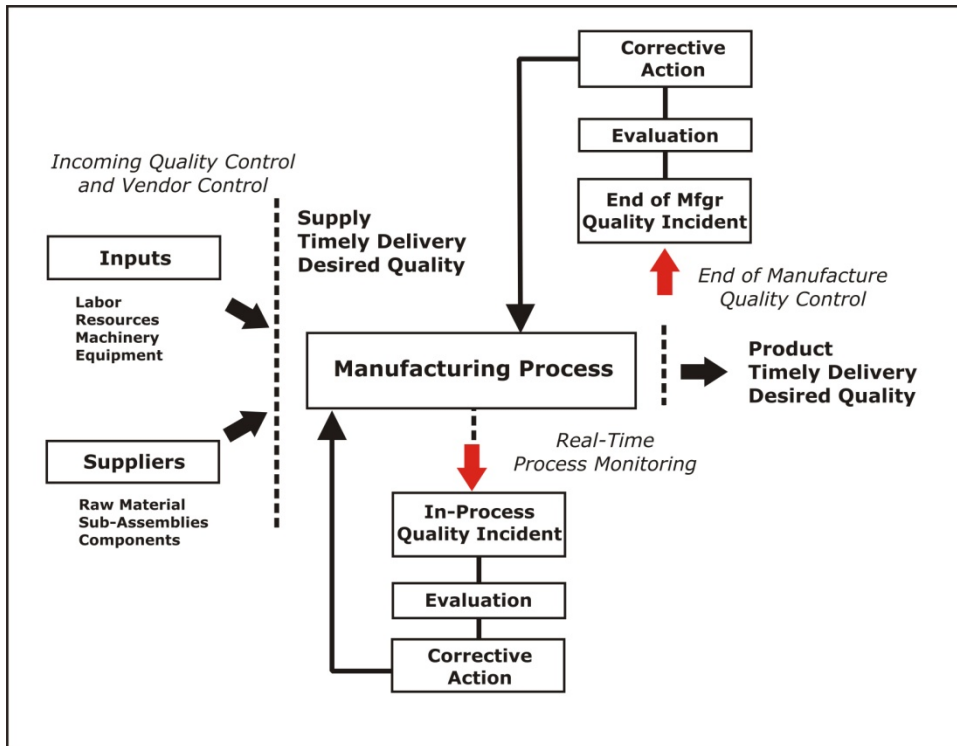 Corrective
Action
Evaluation
End of Mfgr
Quality Incident
Incoming Quality Control
and Vendor Control
Supply
Timely Delivery
Desired Quality
Inputs
Labor
Resources
Machinery
Equipment
End of Manufacture
Quality Control
Manufacturing Process
Product
Timely Delivery
Desired Quality
Real-Time
Process Monitoring
Suppliers
Raw Material
Sub-Assemblies
Components
In-Process
Quality Incident
Evaluation
Corrective
Action